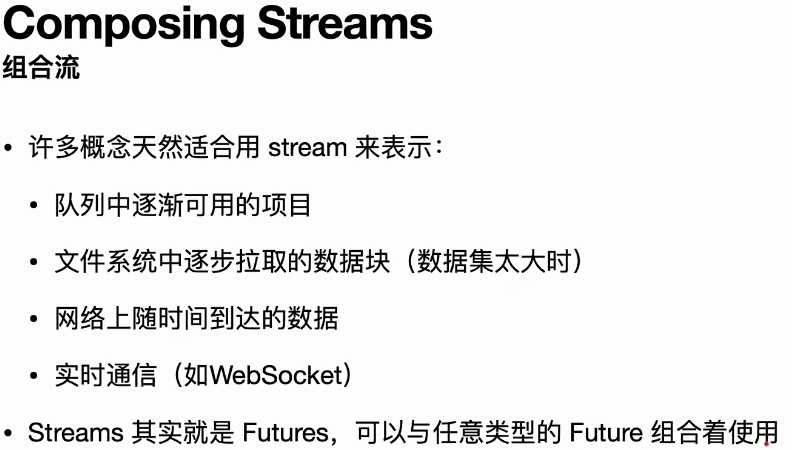 Composing Streams
组合流
• 许多概念天然适合用 stream 来表示：
• 队列中逐渐可用的项目
• 文件系统中逐步拉取的数据块（数据集太大时）
• 网络上随时间到达的数据
• 实时通信（如WebSocket）
• Streams 其实就是 Futures，可以与任意类型的 Future 组合着使用